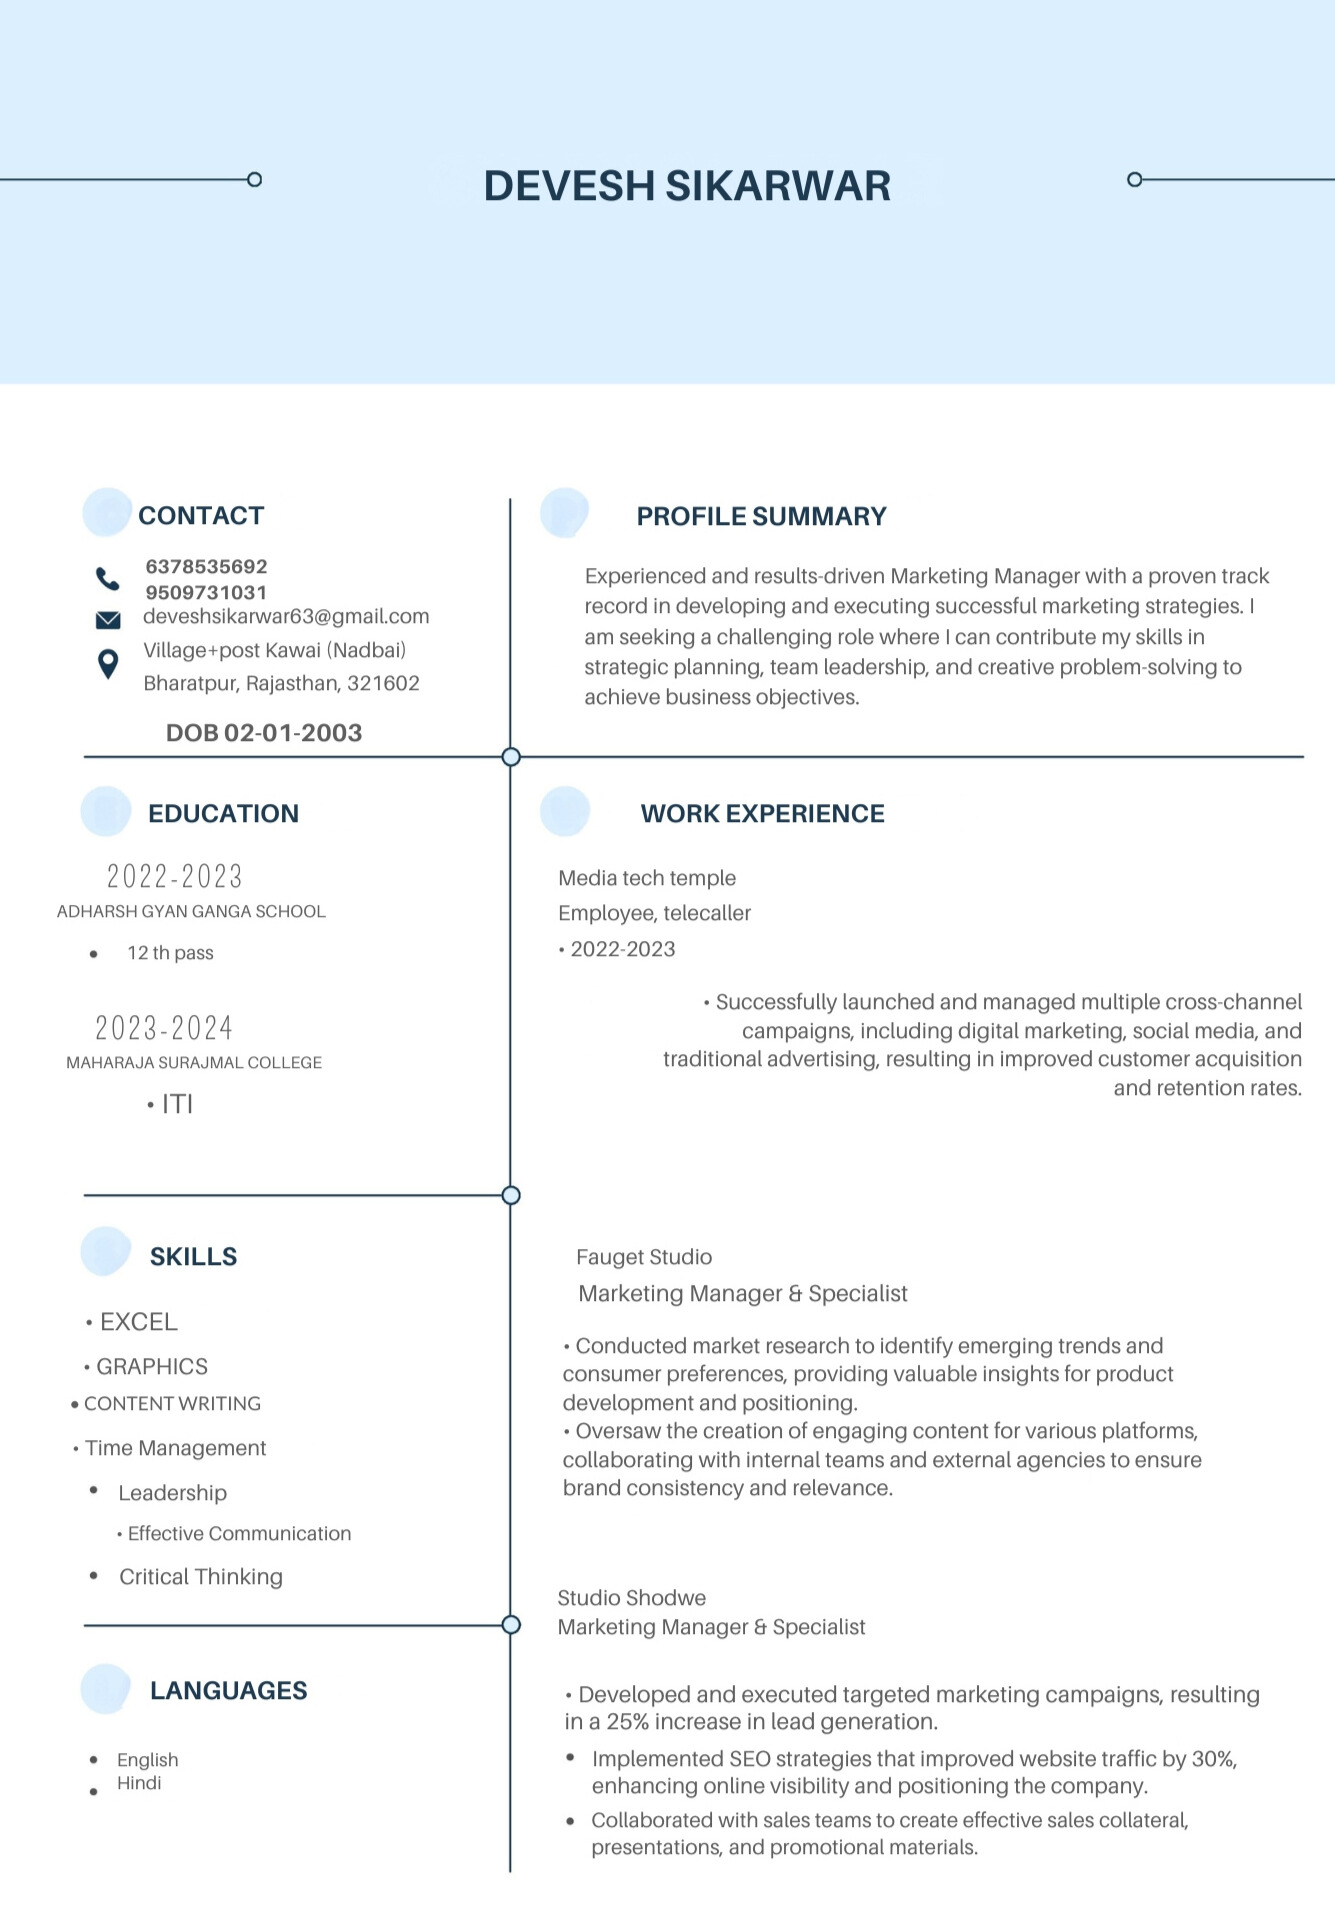 DEVESH SIKARWAR
CONTACT
6378535692
9509731031
deveshsikarwar63@gmail.com
Village+post Kawai (Nadbai)
Bharatpur, Rajasthan, 321602
DOB 02-01-2003
PROFILE SUMMARY
Experienced and results-driven Marketing Manager with a proven track
record in developing and executing successful marketing strategies. I
am seeking a challenging role where I can contribute my skills in
strategic planning, team leadership, and creative problem-solving to
achieve business objectives.
EDUCATION
2022-2023
ADHARSH GYAN GANGA SCHOOL
• 12 th pass
2023-2024
MAHARAJA SURAJMAL COLLEGE
• ITI
SKILLS
• EXCEL
• GRAPHICS
• CONTENT WRITING
• Time Management
• Leadership
• Effective Communication
• Critical Thinking
LANGUAGES
• English
• Hindi
WORK EXPERIENCE
Media tech temple
Employee, telecaller
• 2022-2023
• Successfully launched and managed multiple cross-channel
campaigns, including digital marketing, social media, and
traditional advertising, resulting in improved customer acquisition
and retention rates.
Fauget Studio
Marketing Manager & Specialist
• Conducted market research to identify emerging trends and
consumer preferences, providing valuable insights for product
development and positioning.
• Oversaw the creation of engaging content for various platforms,
collaborating with internal teams and external agencies to ensure
brand consistency and relevance.
Studio Shodwe
Marketing Manager & Specialist
• Developed and executed targeted marketing campaigns, resulting
in a 25% increase in lead generation.
• Implemented SEO strategies that improved website traffic by 30%,
enhancing online visibility and positioning the company.
• Collaborated with sales teams to create effective sales collateral,
presentations, and promotional materials.